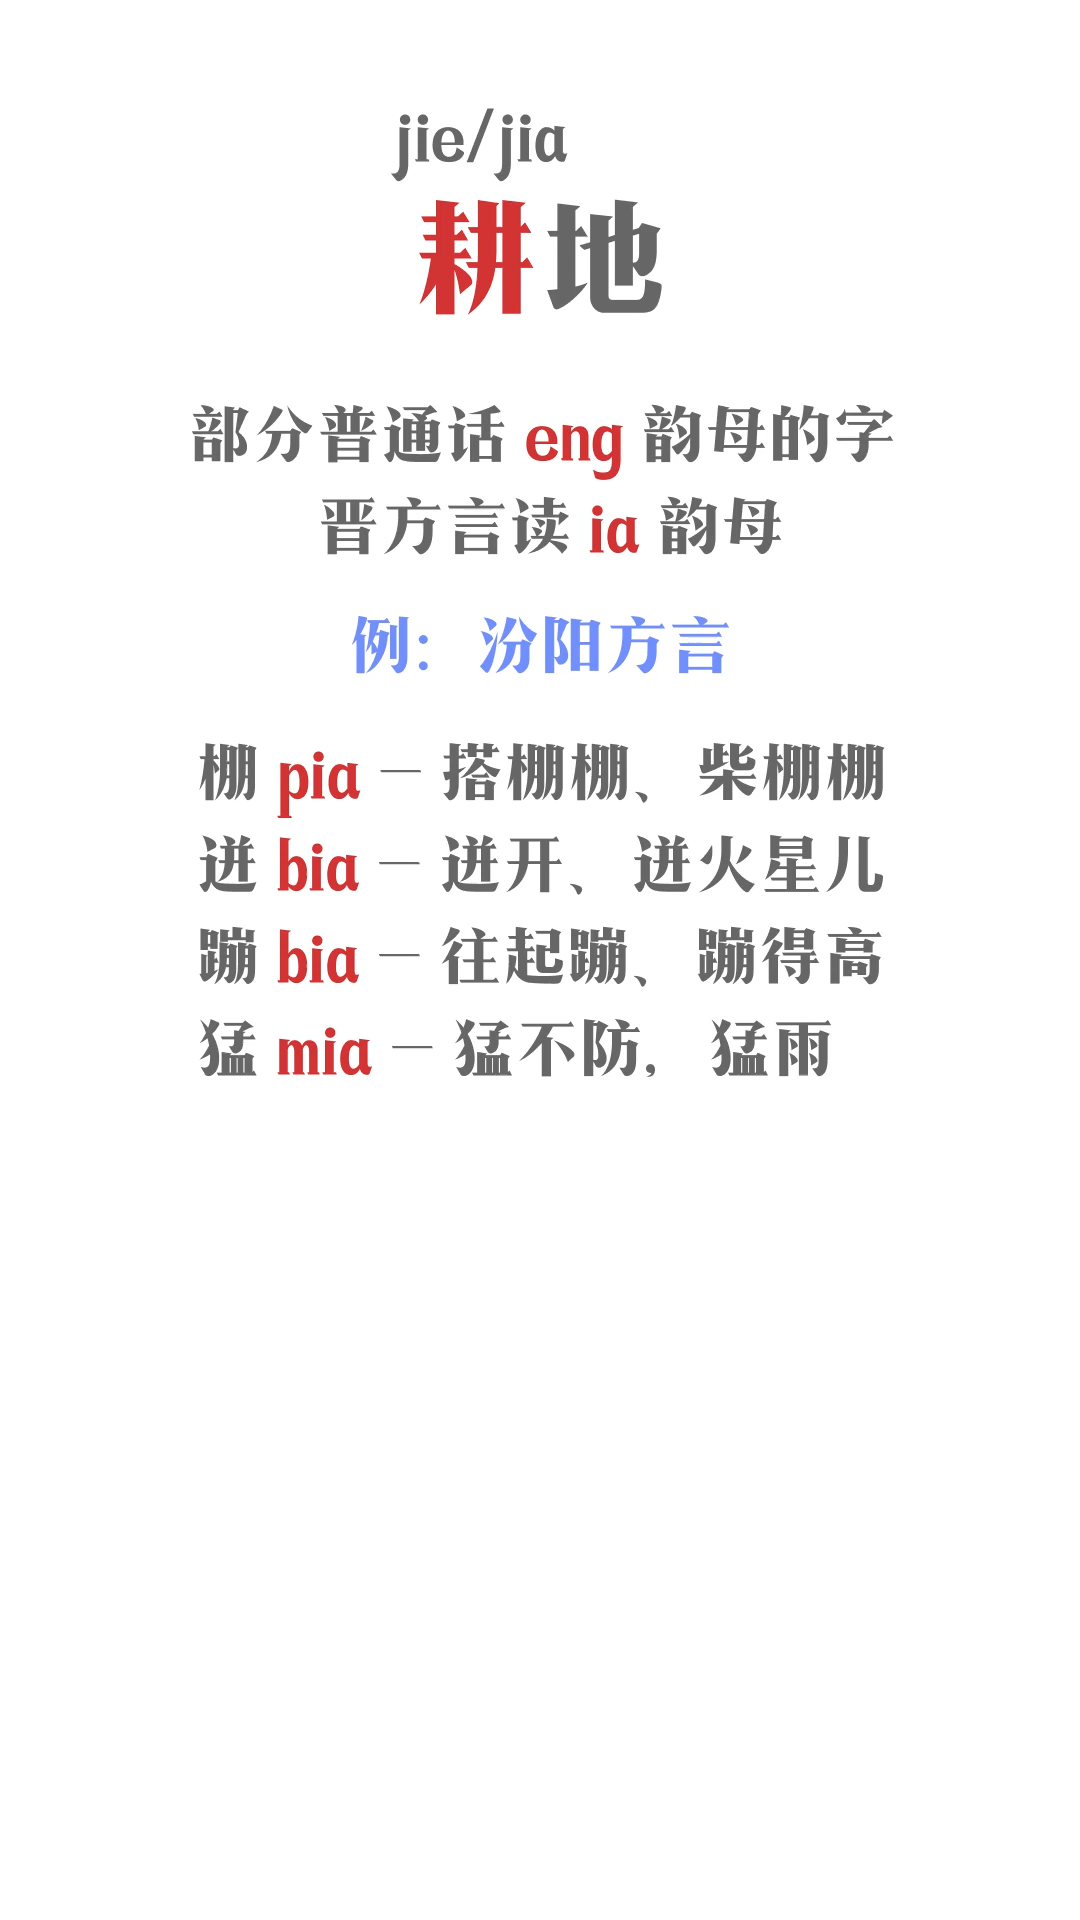 jie/jia
耕地
部分普通话 eng 韵母的字
晋方言读 ia 韵母
例：汾阳方言
棚 pia — 搭棚棚、柴棚棚
迸 bia — 迸开、迸火星儿
蹦 bia — 往起蹦、蹦得高
猛 mia — 猛不防，猛雨